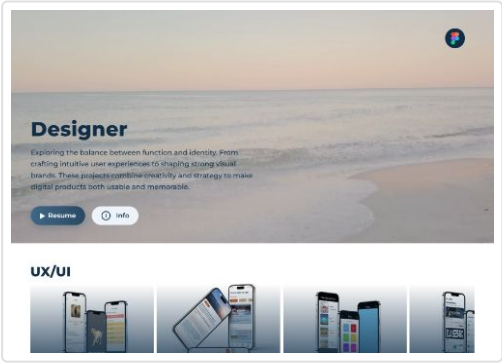 Designer
Exploring the balance between function and identity. From
crafting intuitive user experiences to shaping strong visual
brands. These projects combine creativity and strategy to make
digital products both usable and memorable.
Resume
Info
UX/UI